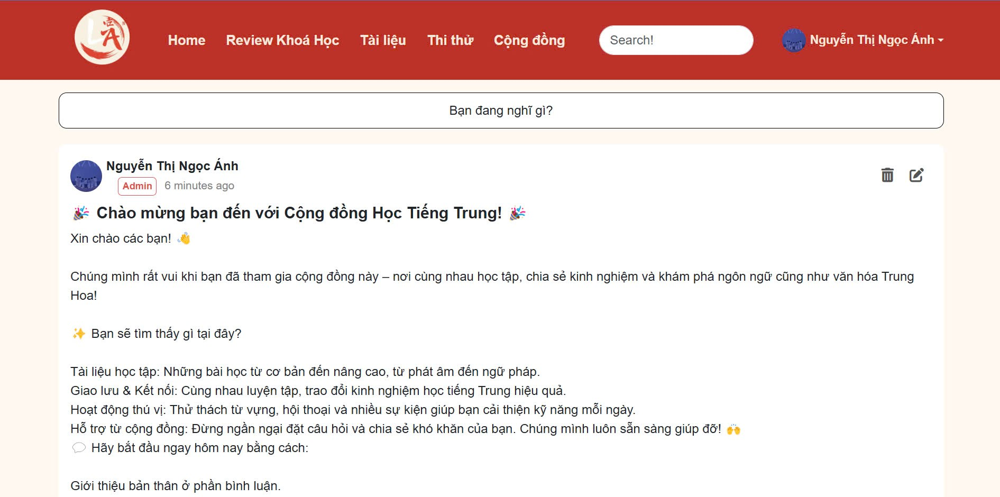 LA
Home
Review Khoá Học
Tài liệu
Thi thử
Cộng đồng
Search!
Nguyễn Thị Ngọc Ánh
Bạn đang nghĩ gì?
Nguyễn Thị Ngọc Ánh
Admin 6 minutes ago
🎉 Chào mừng bạn đến với Cộng đồng Học Tiếng Trung! 🎉
Xin chào các bạn! 👋
Chúng mình rất vui khi bạn đã tham gia cộng đồng này – nơi cùng nhau học tập, chia sẻ kinh nghiệm và khám phá ngôn ngữ cũng như văn hóa Trung
Hoa!
✨ Bạn sẽ tìm thấy gì tại đây?
Tài liệu học tập: Những bài học từ cơ bản đến nâng cao, từ phát âm đến ngữ pháp.
Giao lưu & Kết nối: Cùng nhau luyện tập, trao đổi kinh nghiệm học tiếng Trung hiệu quả.
Hoạt động thú vị: Thử thách từ vựng, hội thoại và nhiều sự kiện giúp bạn cải thiện kỹ năng mỗi ngày.
Hỗ trợ từ cộng đồng: Đừng ngần ngại đặt câu hỏi và chia sẻ khó khăn của bạn. Chúng mình luôn sẵn sàng giúp đỡ! 🙌
💬 Hãy bắt đầu ngay hôm nay bằng cách:
Giới thiệu bản thân ở phần bình luận.